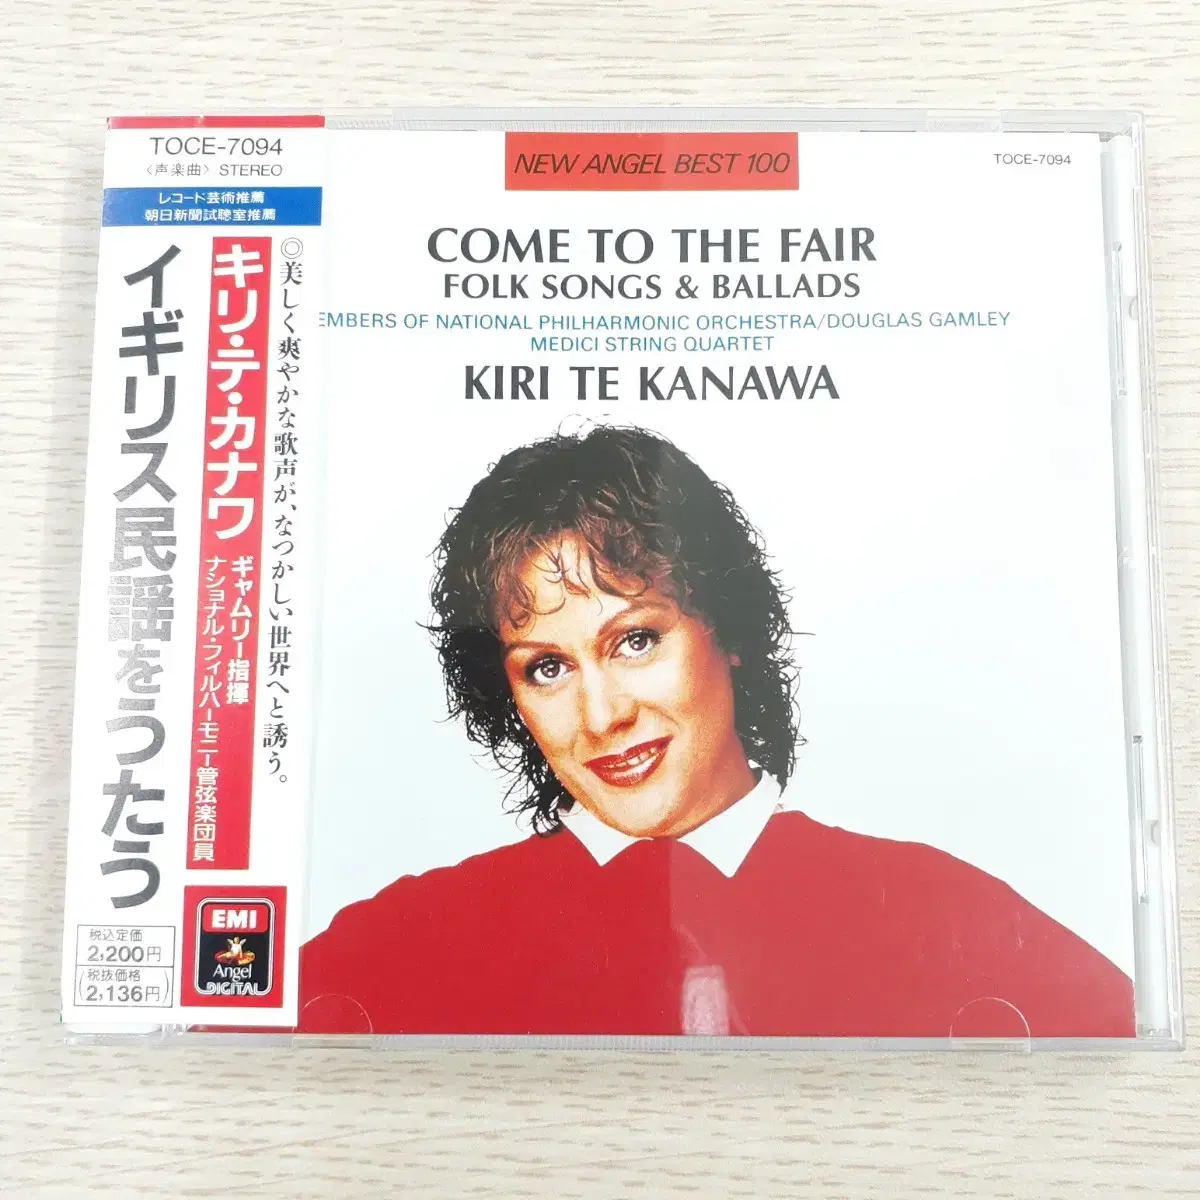 TOCE-7094
〈声楽曲〉 STEREO
レコード芸術推薦
朝日新聞試聴室推薦
◎美しく爽やかな歌声が、なつかしい世界へと誘う。
キリ・テ・カナワ
ギャムリー指揮
ナショナル・フィルハーモニー管弦楽団員
イギリス民謡をうたう
税込定価
2,200円
(税抜価格
2,136円)
EMI
Angel
DIGITAL
NEW ANGEL BEST 100
TOCE-7094
COME TO THE FAIR
FOLK SONGS & BALLADS
EMBERS OF NATIONAL PHILHARMONIC ORCHESTRA/DOUGLAS GAMLEY
MEDICI STRING QUARTET
KIRI TE KANAWA